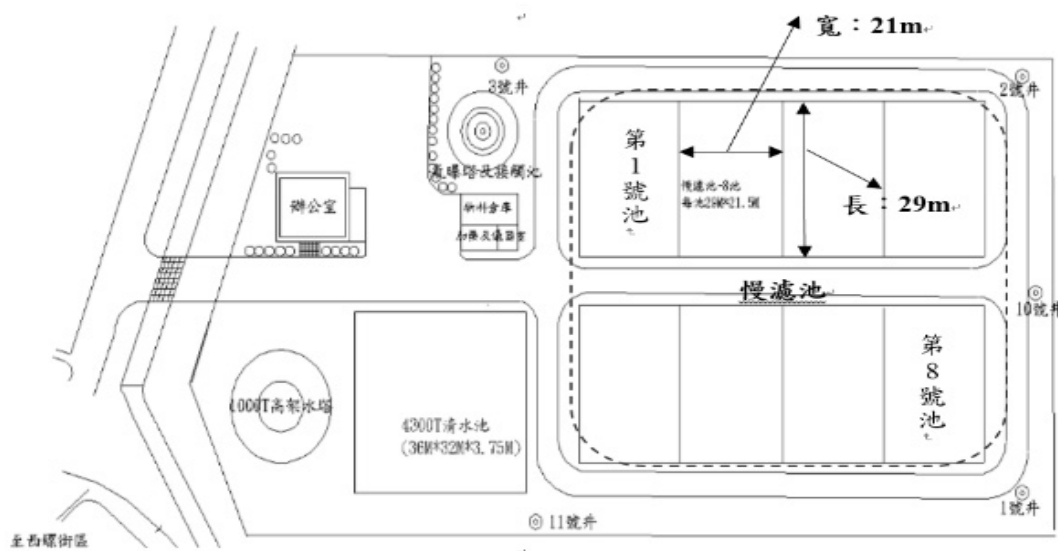 寬：21m
3號井
2號井
氣曝塔及接觸池
第1號池
慢濾池-8池
每池29M*21.5M
長：29m
辦公室
物料倉庫
加藥及儀器室
慢濾池
10號井
第8號池
1000T高架水塔
4300T清水池
(36M*32M*3.75M)
1號井
11號井
至西螺街區